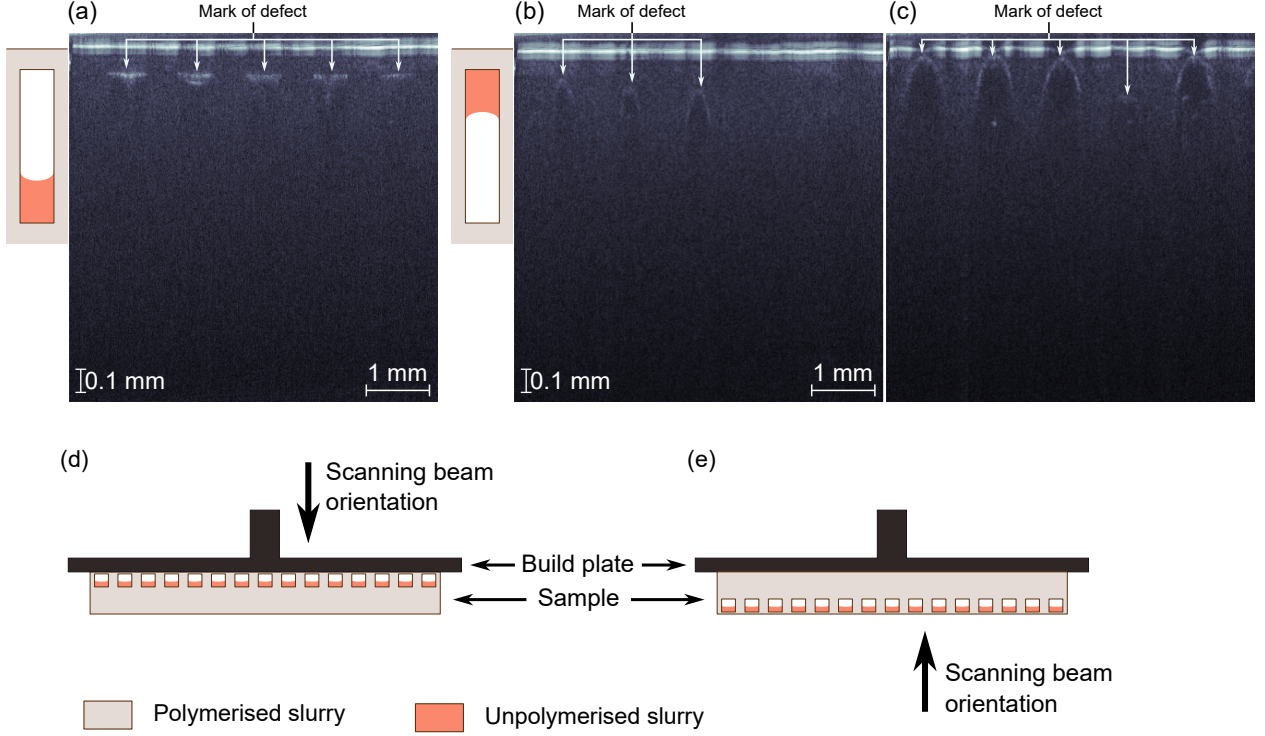 (a)
Mark of defect
(b)
Mark of defect
(c)
Mark of defect
0.1 mm
1 mm
0.1 mm
1 mm
(d)
Scanning beam
orientation
(e)
Build plate
Sample
Scanning beam
orientation
Polymerised slurry
Unpolymerised slurry